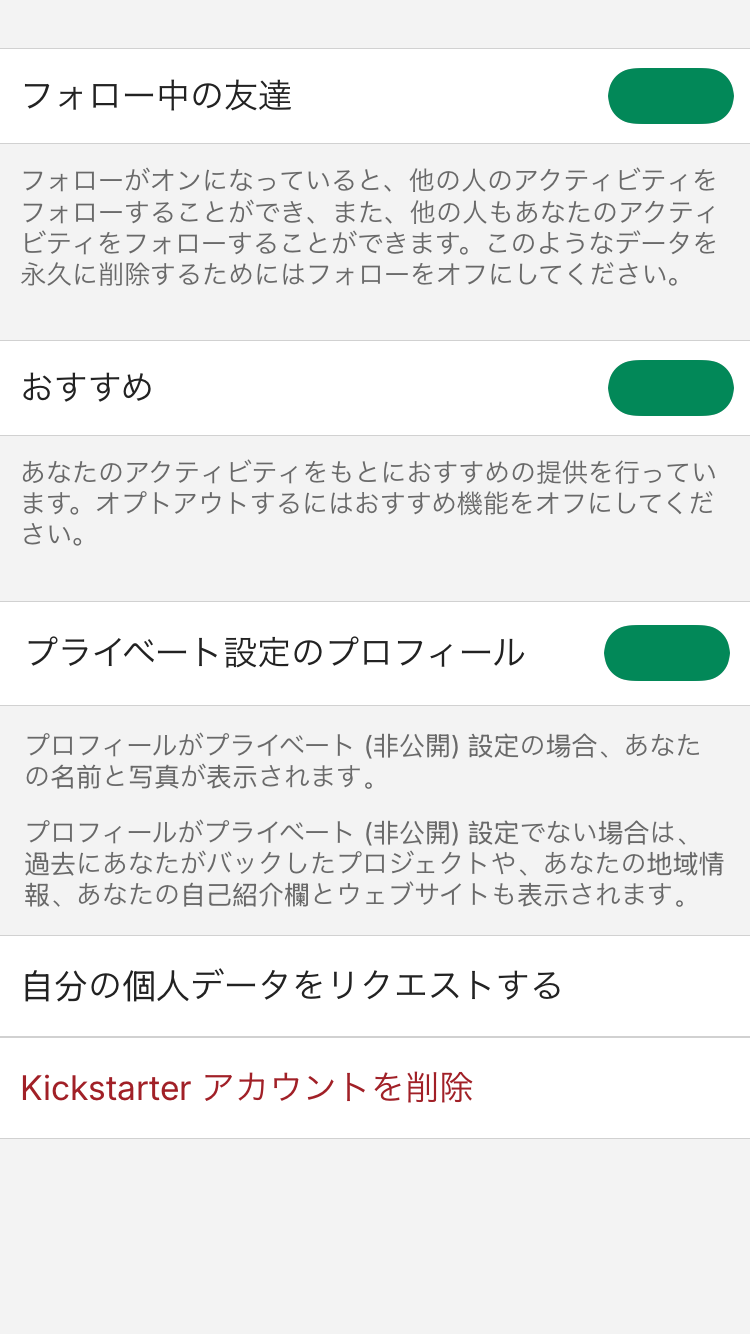 フォロー中の友達
フォローがオンになっていると、他の人のアクティビティを
フォローすることができ、また、他の人もあなたのアクティ
ビティをフォローすることができます。このようなデータを
永久に削除するためにはフォローをオフにしてください。
おすすめ
あなたのアクティビティをもとにおすすめの提供を行ってい
ます。オプトアウトするにはおすすめ機能をオフにしてくだ
さい。
プライベート設定のプロフィール
プロフィールがプライベート (非公開) 設定の場合、あなた
の名前と写真が表示されます。
プロフィールがプライベート (非公開) 設定でない場合は、
過去にあなたがバックしたプロジェクトや、あなたの地域情
報、あなたの自己紹介欄とウェブサイトも表示されます。
自分の個人データをリクエストする
Kickstarter アカウントを削除